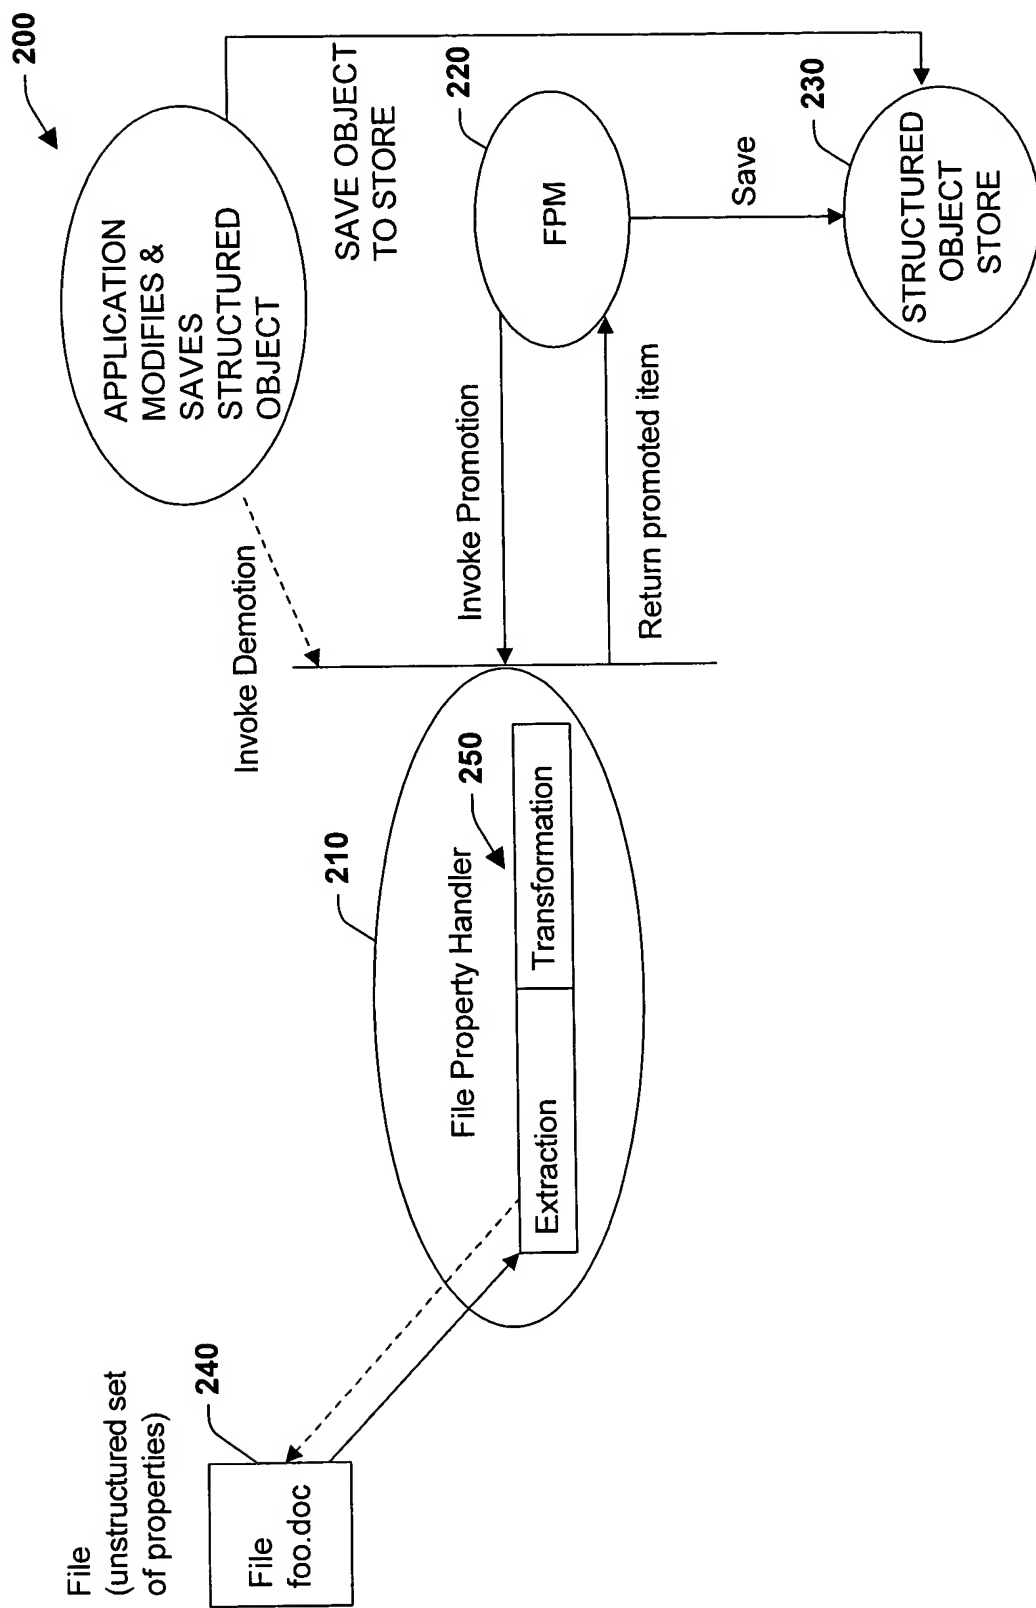 200
File
(unstructured set
of properties)
240
File
foo.doc
210
File Property Handler
250
Extraction
Transformation
Invoke Demotion
APPLICATION
MODIFIES &
SAVES
STRUCTURED
OBJECT
SAVE OBJECT
TO STORE
220
FPM
Invoke Promotion
Return promoted item
Save
230
STRUCTURED
OBJECT
STORE